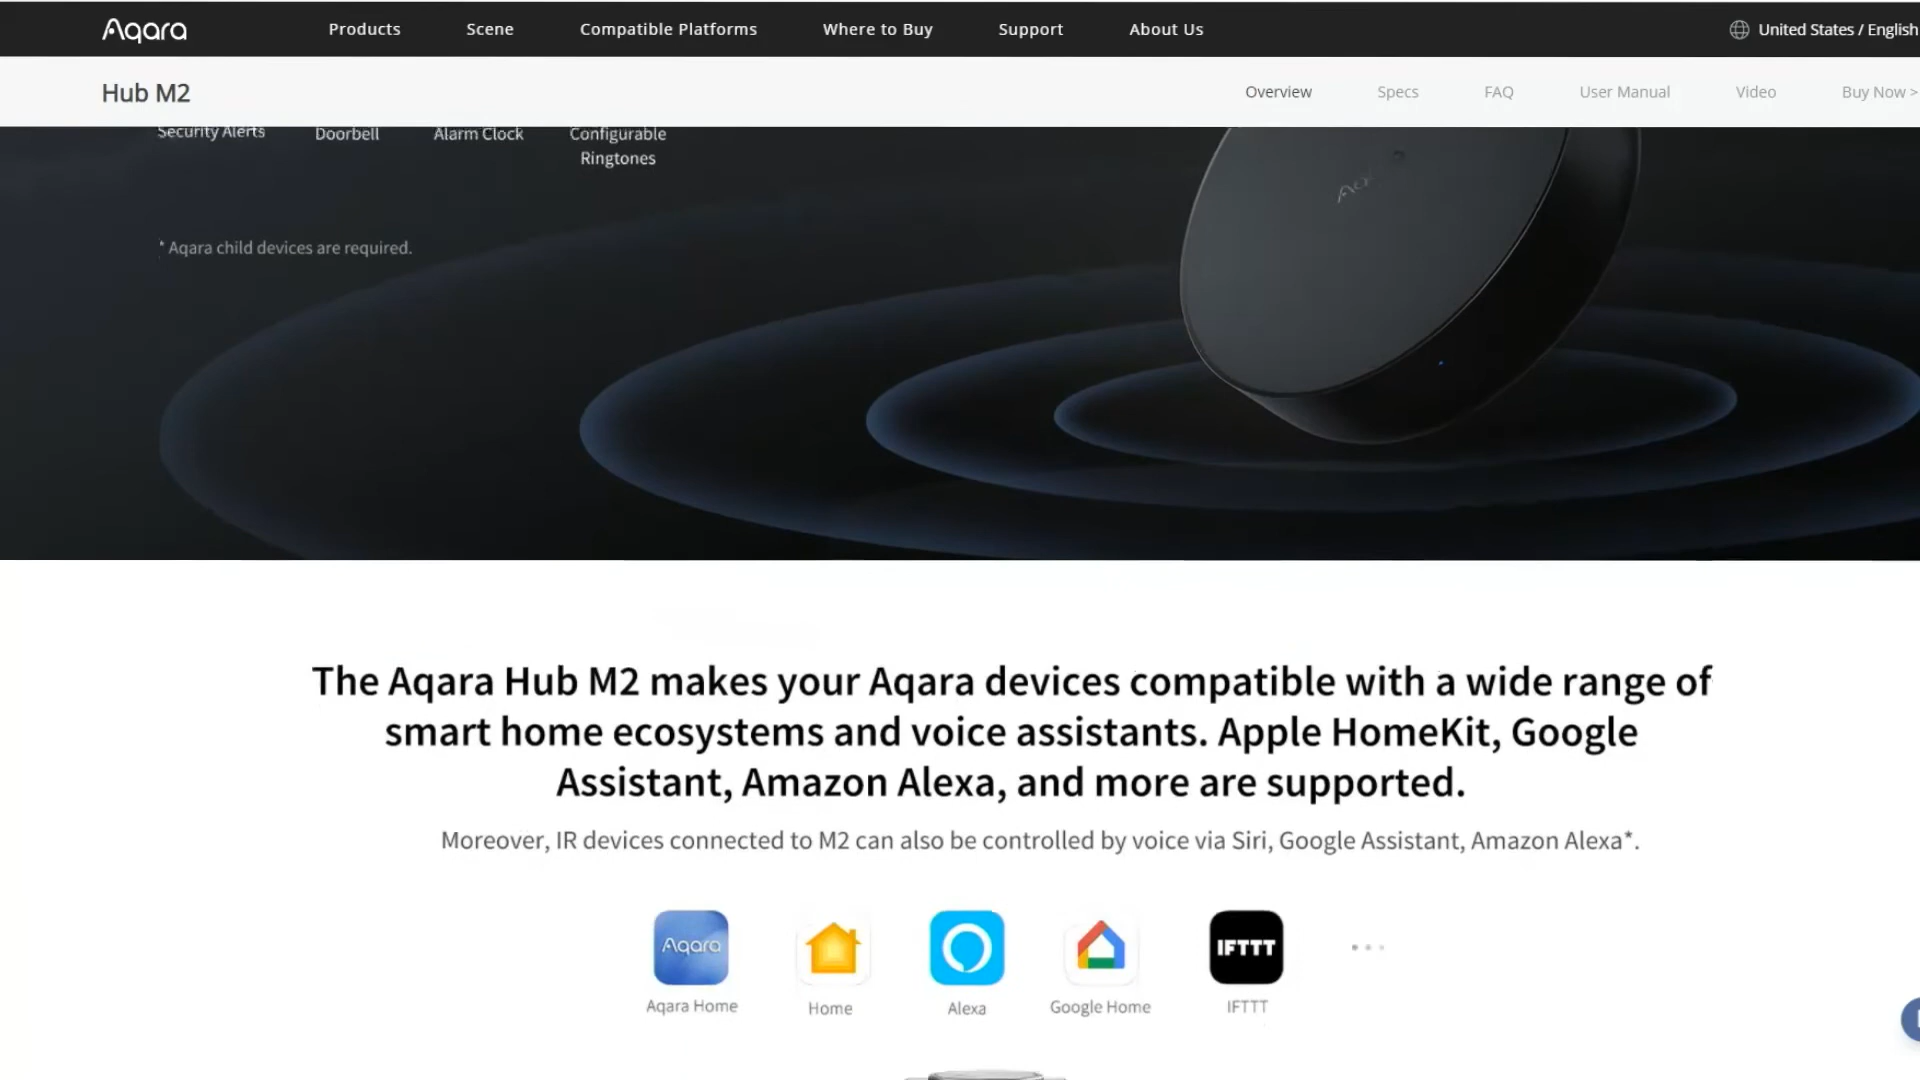 Aqara
Products
Scene
Compatible Platforms
Where to Buy
Support
About Us
United States / English
Hub M2
Overview
Specs
FAQ
User Manual
Video
Buy Now >
Security Alerts
Doorbell
Alarm Clock
Configurable
Ringtones
* Aqara child devices are required.
The Aqara Hub M2 makes your Aqara devices compatible with a wide range of
smart home ecosystems and voice assistants. Apple HomeKit, Google
Assistant, Amazon Alexa, and more are supported.
Moreover, IR devices connected to M2 can also be controlled by voice via Siri, Google Assistant, Amazon Alexa*.
Aqara
IFTTT
Aqara Home
Home
Alexa
Google Home
IFTTT